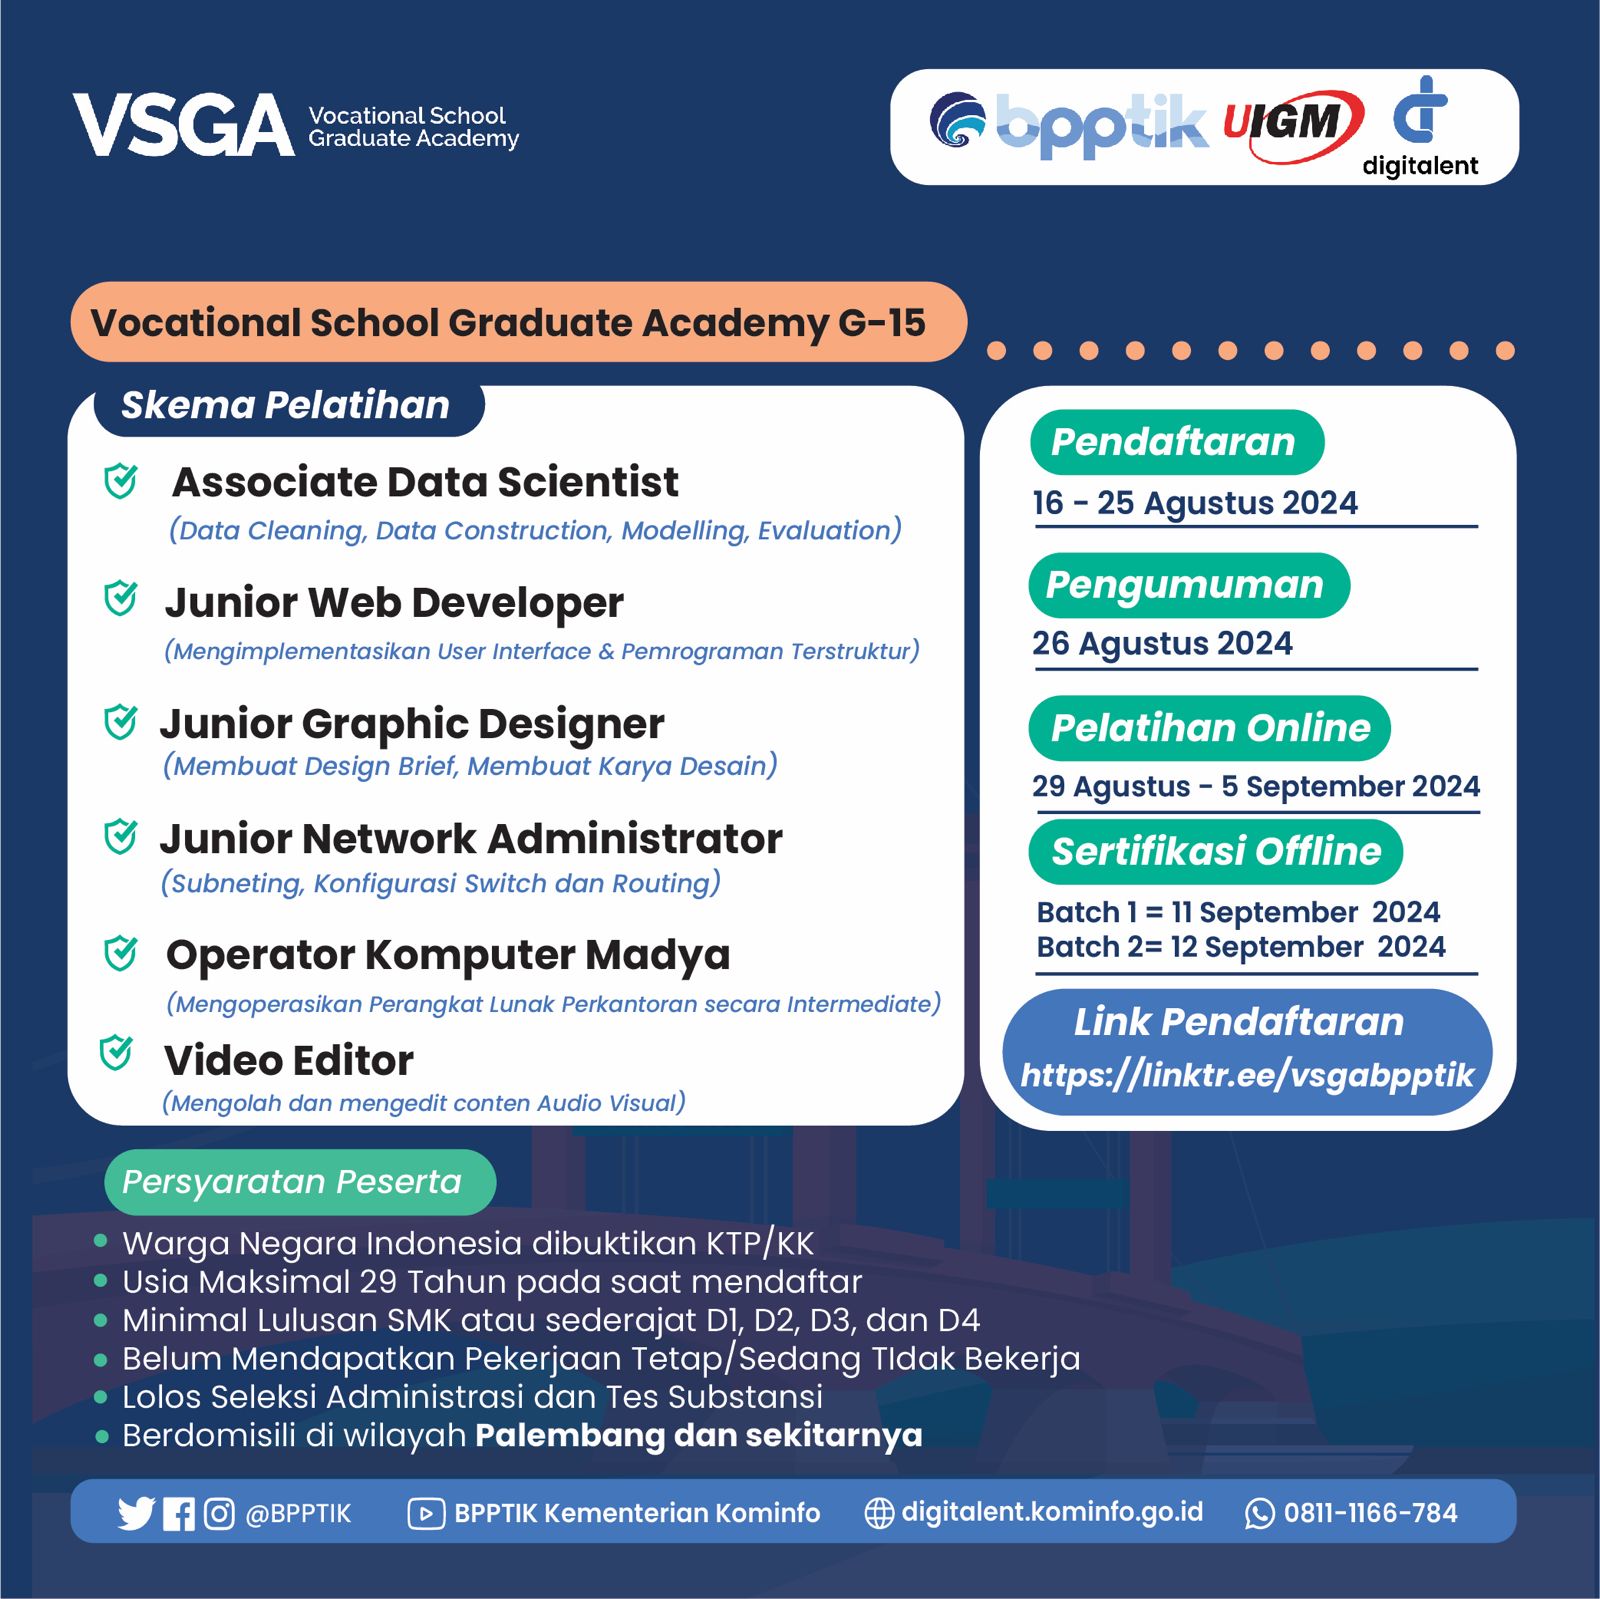 VSGA
Vocational School
Graduate Academy
bpptik
UIGM
digitalent
Vocational School Graduate Academy G-15
Skema Pelatihan
Associate Data Scientist
(Data Cleaning, Data Construction, Modelling, Evaluation)
Junior Web Developer
(Mengimplementasikan User Interface & Pemrograman Terstruktur)
Junior Graphic Designer
(Membuat Design Brief, Membuat Karya Desain)
Junior Network Administrator
(Subneting, Konfigurasi Switch dan Routing)
Operator Komputer Madya
(Mengoperasikan Perangkat Lunak Perkantoran secara Intermediate)
Video Editor
(Mengolah dan mengedit conten Audio Visual)
Pendaftaran
16 - 25 Agustus 2024
Pengumuman
26 Agustus 2024
Pelatihan Online
29 Agustus - 5 September 2024
Sertifikasi Offline
Batch 1 = 11 September 2024
Batch 2= 12 September 2024
Link Pendaftaran
https://linktr.ee/vsgabpptik
Persyaratan Peserta
Warga Negara Indonesia dibuktikan KTP/KK
Usia Maksimal 29 Tahun pada saat mendaftar
Minimal Lulusan SMK atau sederajat D1, D2, D3, dan D4
Belum Mendapatkan Pekerjaan Tetap/Sedang TIdak Bekerja
Lolos Seleksi Administrasi dan Tes Substansi
Berdomisili di wilayah Palembang dan sekitarnya
@BPPTIK BPPTIK Kementerian Kominfo digitalent.kominfo.go.id 0811-1166-784